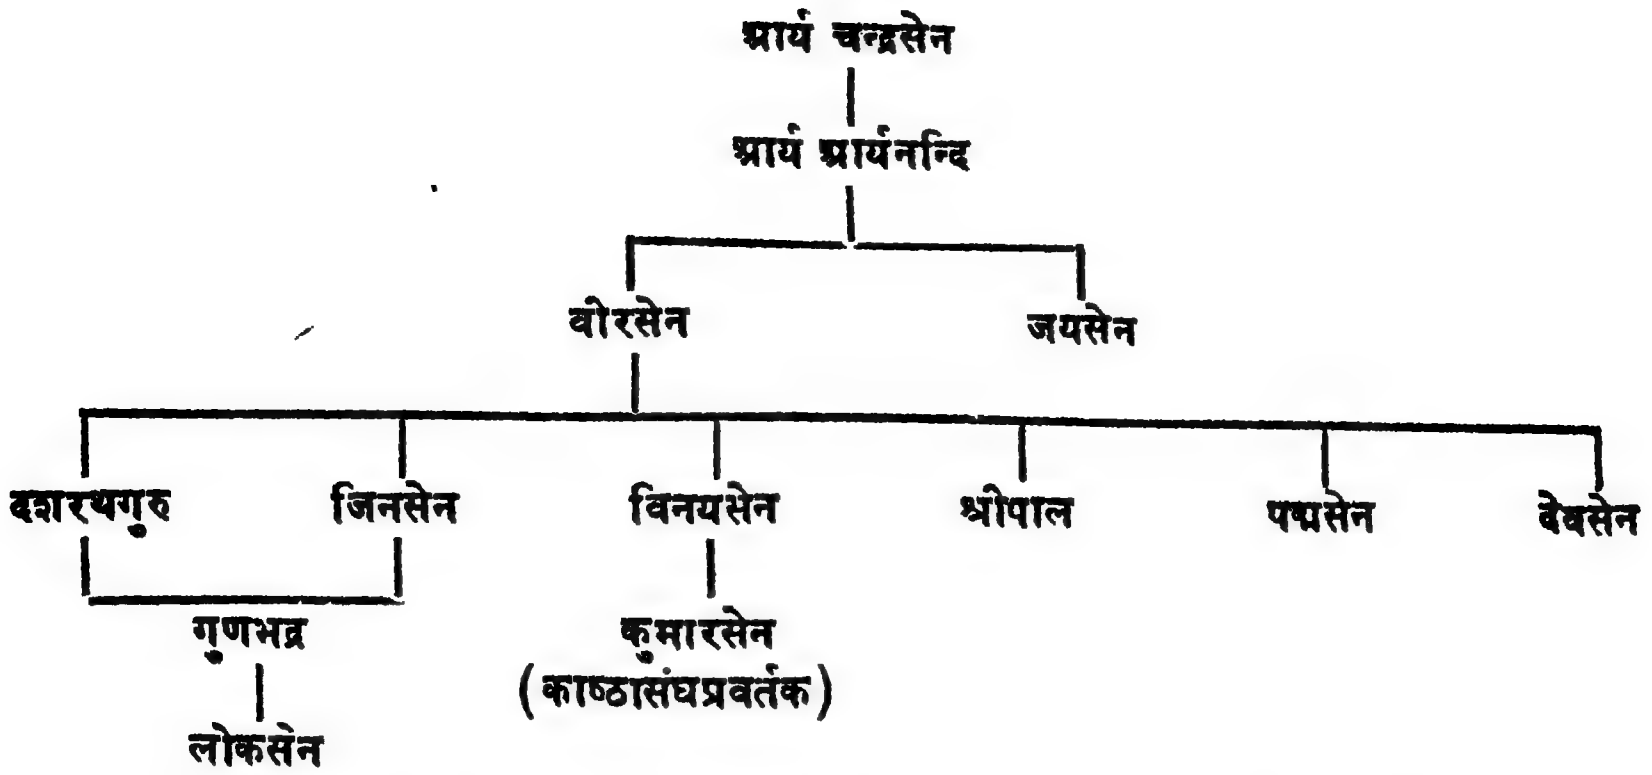 आर्य चन्द्रसेन
आर्य आर्यनन्दि
वीरसेन जयसेन
दशरथगुरु जिनसेन विनयसेन श्रीपाल पद्मसेन देवसेन
गुणभद्र कुमारसेन
(काष्ठासंघप्रवर्तक)
लोकसेन